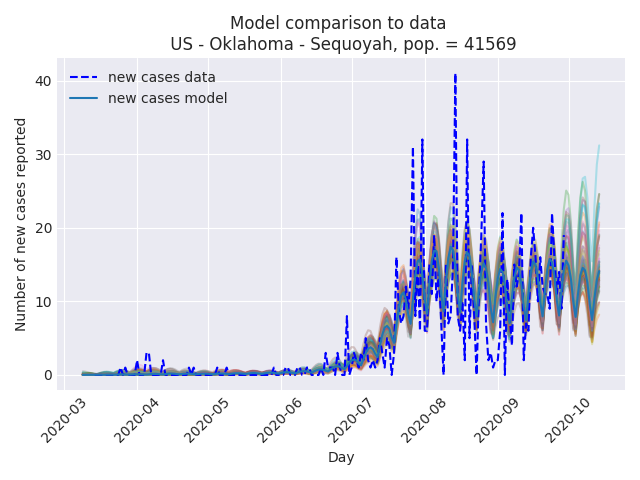 Model comparison to data
US - Oklahoma - Sequoyah, pop. = 41569
new cases data
new cases model
Number of new cases reported
40
30
20
10
0
2020-03
2020-04
2020-05
2020-06
2020-07
2020-08
2020-09
2020-10
Day